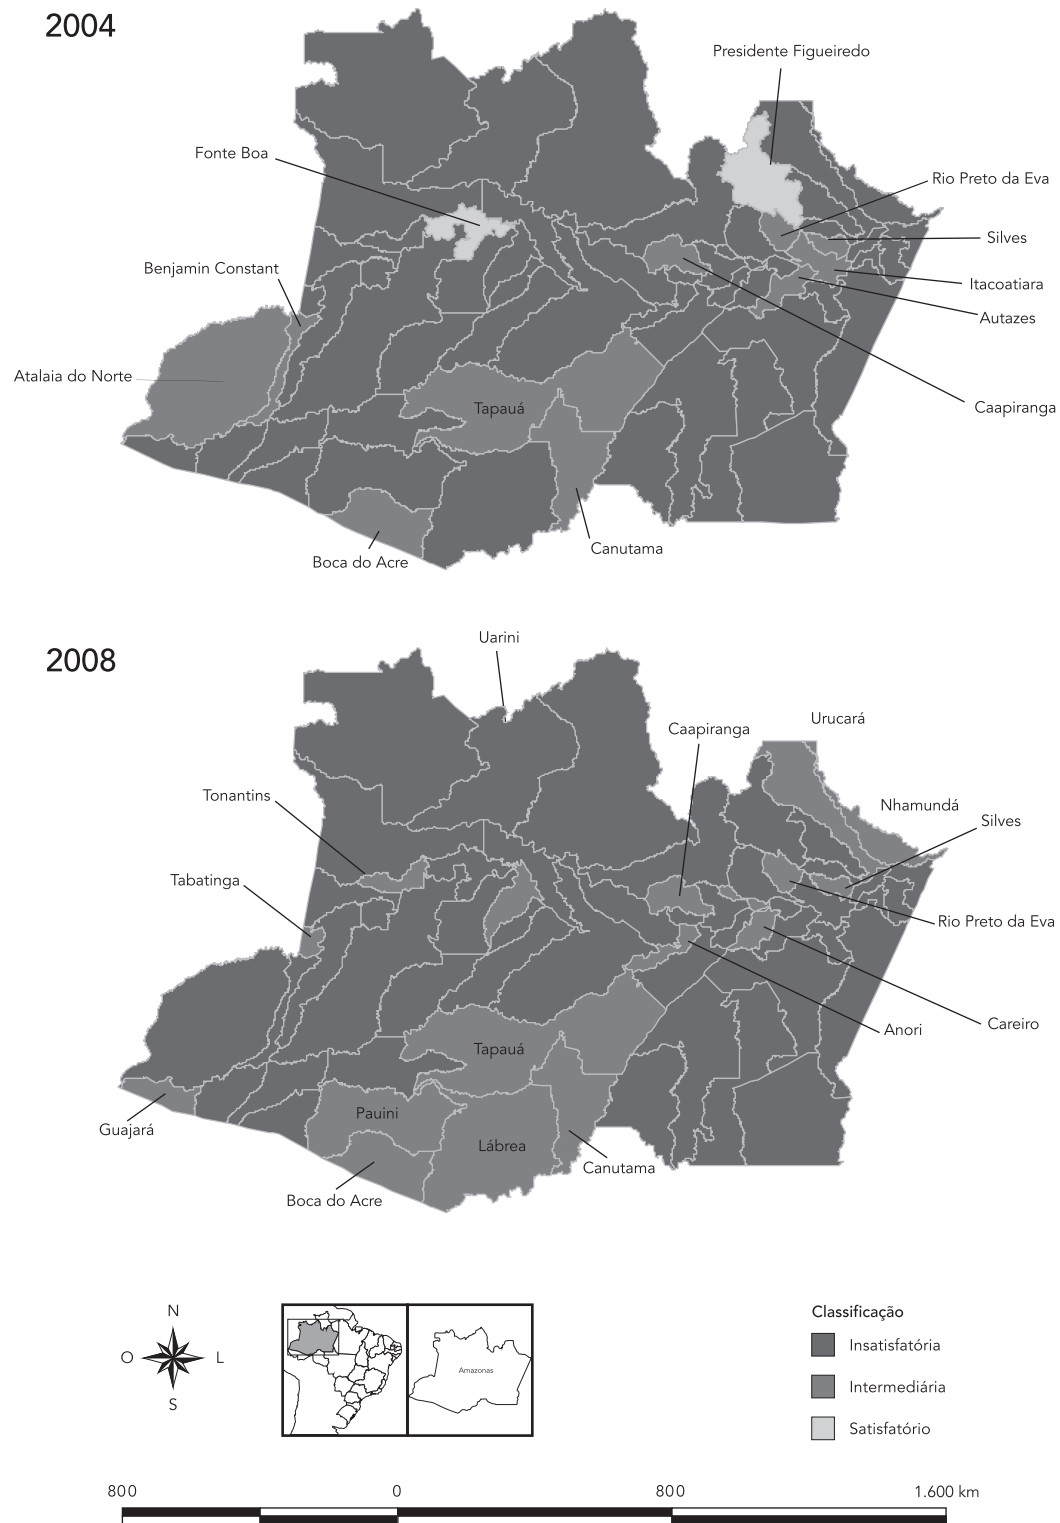 2004
Presidente Figueiredo
Fonte Boa
Rio Preto da Eva
Silves
Benjamin Constant
Itacoatiara
Autazes
Atalaia do Norte
Tapauá
Caapiranga
Canutama
Boca do Acre
2008
Uarini
Urucará
Caapiranga
Tonantins
Nhamundá
Silves
Tabatinga
Rio Preto da Eva
Careiro
Anori
Tapauá
Pauini
Guajará
Lábrea
Canutama
Boca do Acre
N
O
L
S
Amazonas
Classificação
Insatisfatória
Intermediária
Satisfatório
800 0 800 1.600 km